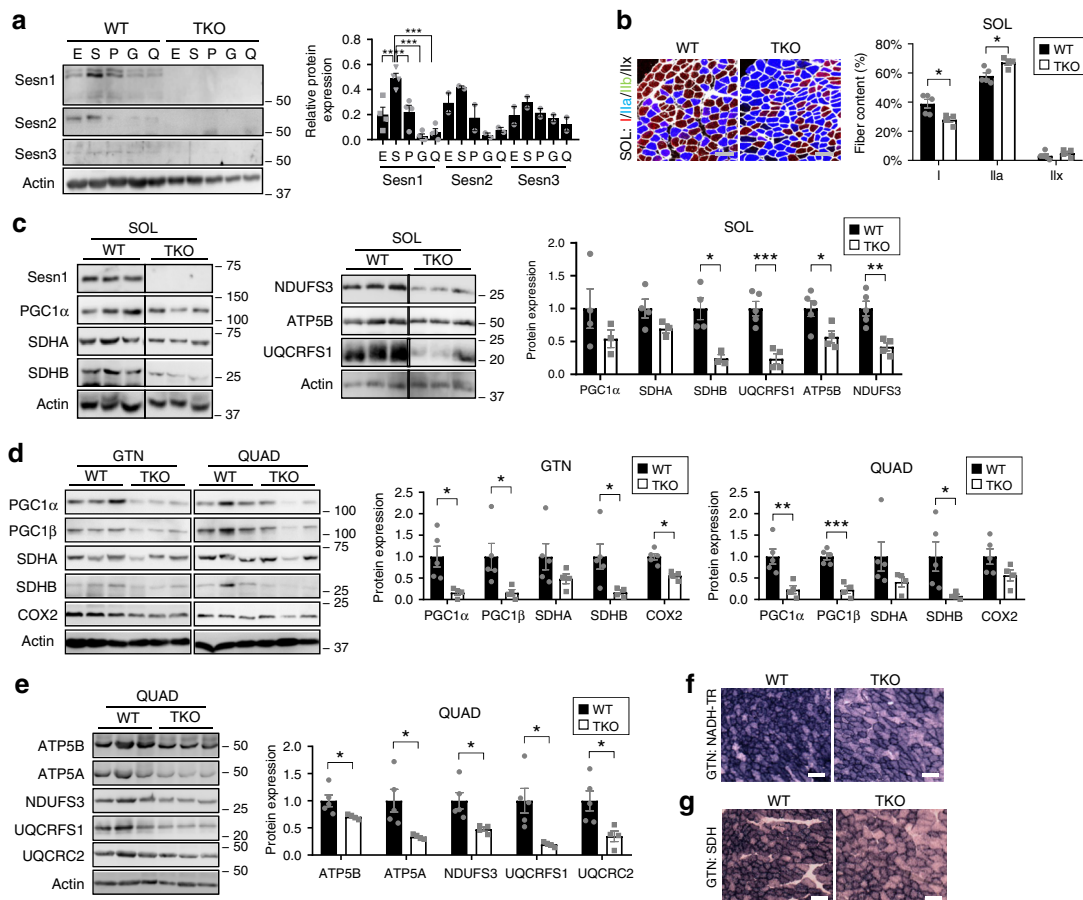 a
WT TKO
E S P G Q E S P G Q
Sesn1
– 50
Sesn2
– 50
Sesn3
– 50
Actin
– 37
Relative protein expression
0.8
0.6
0.4
0.2
0.0
**** *** ***
E S P G Q E S P G Q E S P G Q
Sesn1 Sesn2 Sesn3
b
WT TKO
SOL: I/IIa/IIb/IIx
SOL
WT
TKO
Fiber content (%)
80%
60%
40%
20%
0%
* *
I IIa IIx
c
SOL
WT TKO
Sesn1
– 75
PGC1α
– 150
– 100
SDHA
– 75
SDHB
– 25
Actin
– 37
SOL
WT TKO
NDUFS3
– 25
ATP5B
– 50
UQCRFS1
– 20
Actin
– 37
SOL
WT
TKO
Protein expression
2.0
1.5
1.0
0.5
0.0
* *** * **
PGC1α SDHA SDHB UQCRFS1 ATP5B NDUFS3
d
GTN QUAD
WT TKO WT TKO
PGC1α
– 100
PGC1β
– 100
– 75
SDHA
SDHB
– 25
– 25
COX2
Actin
– 37
GTN
WT
TKO
Protein expression
2.5
2.0
1.5
1.0
0.5
0.0
* * * *
PGC1α PGC1β SDHA SDHB COX2
QUAD
WT
TKO
Protein expression
2.5
2.0
1.5
1.0
0.5
0.0
** *** *
PGC1α PGC1β SDHA SDHB COX2
e
QUAD
WT TKO
ATP5B
– 50
ATP5A
– 50
NDUFS3
– 25
UQCRFS1
– 20
UQCRC2
– 50
– 50
Actin
– 37
QUAD
WT
TKO
Protein expression
2.0
1.5
1.0
0.5
0.0
* * * * *
ATP5B ATP5A NDUFS3 UQCRFS1 UQCRC2
f
WT TKO
GTN: NADH-TR
g
WT TKO
GTN: SDH